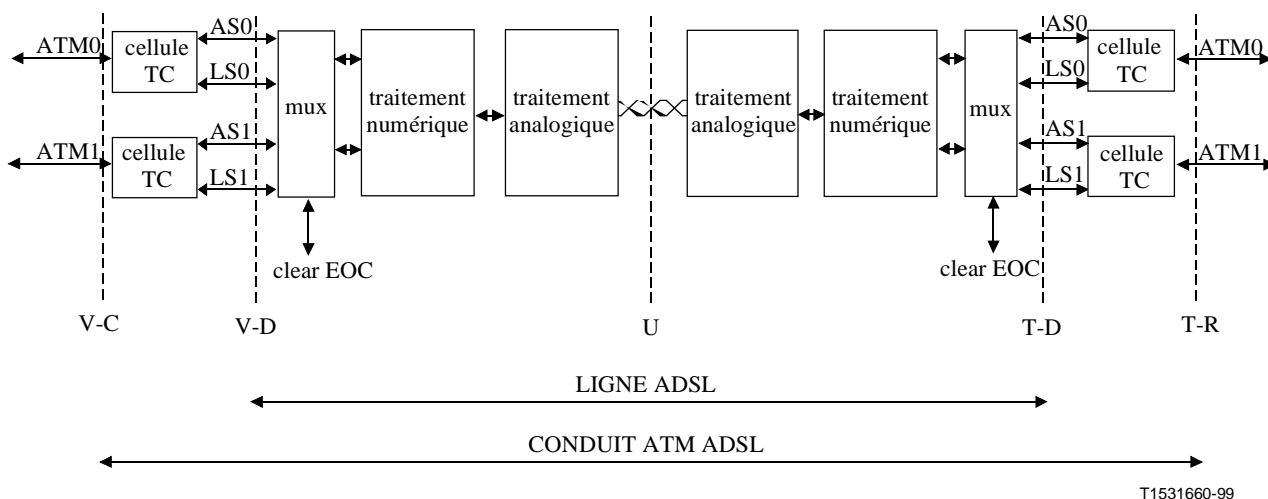 AS0
AS0
ATM0
cellule
TC
cellule
TC
ATM0
LS0
LS0
mux
traitement
numérique
traitement
analogique
traitement
analogique
traitement
numérique
mux
AS1
AS1
ATM1
cellule
TC
cellule
TC
ATM1
LS1
LS1
clear EOC
clear EOC
V-C
V-D
U
T-D
T-R
LIGNE ADSL
CONDUIT ATM ADSL
T1531660-99